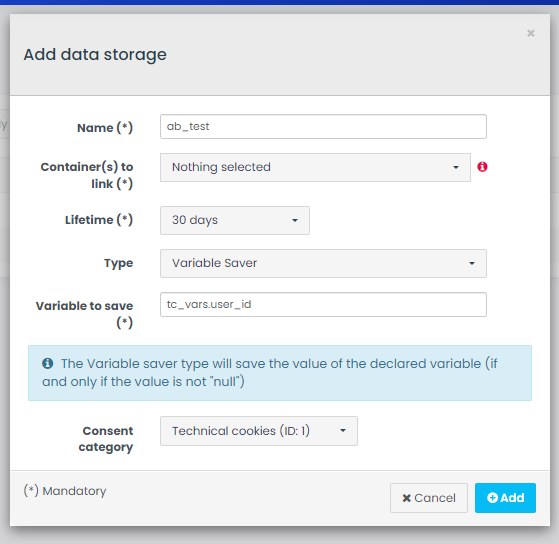 ×
Add data storage
ly
Name (*)
ab_test
Container(s) to
link (*)
Nothing selected
Lifetime (*)
30 days
Type
Variable Saver
Variable to save
(*)
tc_vars.user_id
The Variable saver type will save the value of the declared variable (if
and only if the value is not "null")
Consent
category
Technical cookies (ID: 1)
(*) Mandatory
Cancel
Add